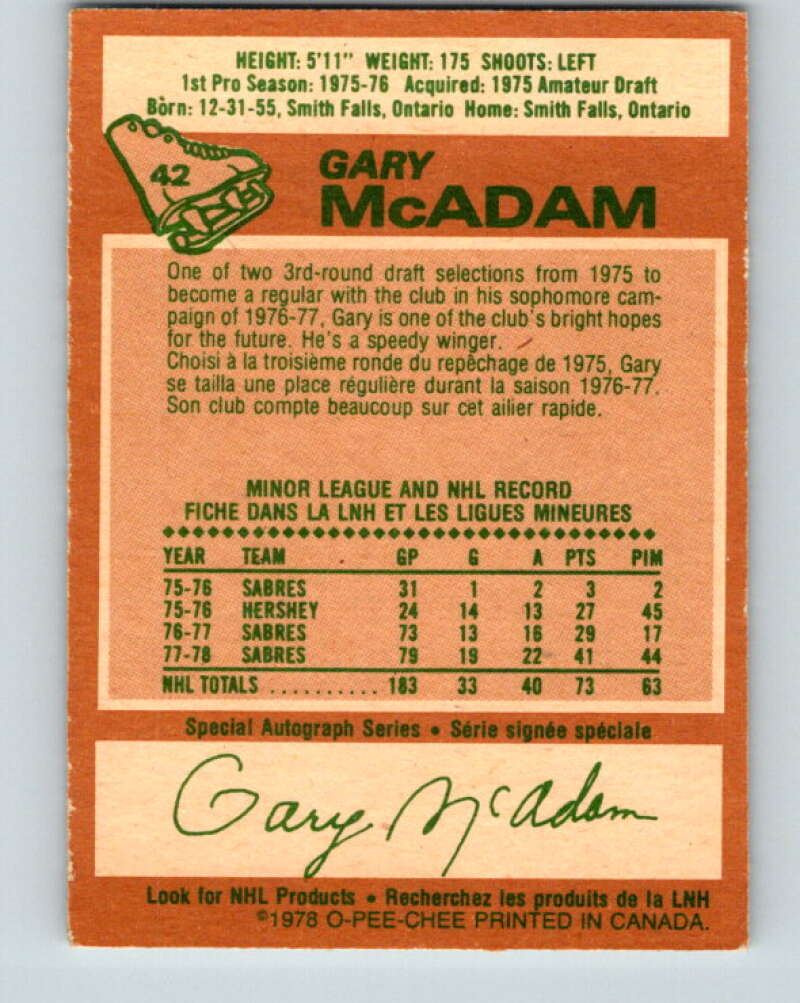 HEIGHT: 5'11" WEIGHT: 175 SHOOTS: LEFT
1st Pro Season: 1975-76 Acquired: 1975 Amateur Draft
Born: 12-31-55, Smith Falls, Ontario Home: Smith Falls, Ontario
42
GARY
McADAM
One of two 3rd-round draft selections from 1975 to
become a regular with the club in his sophomore cam-
paign of 1976-77, Gary is one of the club's bright hopes
for the future. He's a speedy winger.
Choisi à la troisième ronde du repêchage de 1975, Gary
se tailla une place régulière durant la saison 1976-77.
Son club compte beaucoup sur cet ailier rapide.
MINOR LEAGUE AND NHL RECORD
FICHE DANS LA LNH ET LES LIGUES MINEURES
YEAR TEAM GP G A PTS PIM
75-76 SABRES 31 1 2 3 2
75-76 HERSHEY 24 14 13 27 45
76-77 SABRES 73 13 16 29 17
77-78 SABRES 79 19 22 41 44
NHL TOTALS .......... 183 33 40 73 63
Special Autograph Series • Série signée spéciale
Gary McAdam
Look for NHL Products • Recherchez les produits de la LNH
©1978 O-PEE-CHEE PRINTED IN CANADA.